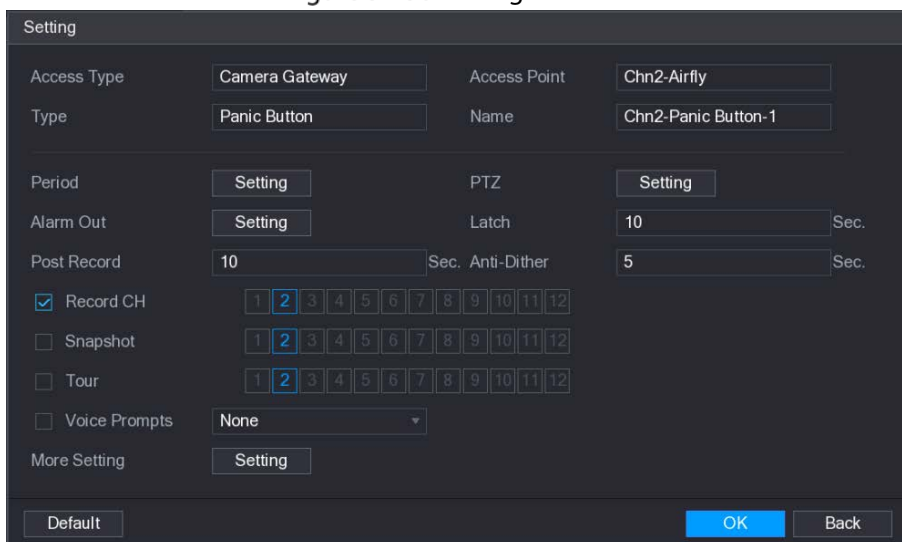 Setting
Access Type Camera Gateway Access Point Chn2-Airfly
Type Panic Button Name Chn2-Panic Button-1
Period Setting PTZ Setting
Alarm Out Setting Latch 10 Sec.
Post Record 10 Sec. Anti-Dither 5 Sec.
Record CH 1 2 3 4 5 6 7 8 9 10 11 12
Snapshot 1 2 3 4 5 6 7 8 9 10 11 12
Tour 1 2 3 4 5 6 7 8 9 10 11 12
Voice Prompts None
More Setting Setting
Default OK Back